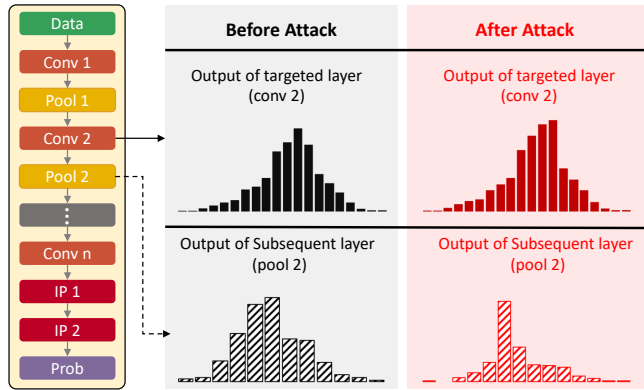 Data
Conv 1
Pool 1
Conv 2
Pool 2
Conv n
IP 1
IP 2
Prob
Before Attack
Output of targeted layer
(conv 2)
Output of Subsequent layer
(pool 2)
After Attack
Output of targeted layer
(conv 2)
Output of Subsequent layer
(pool 2)